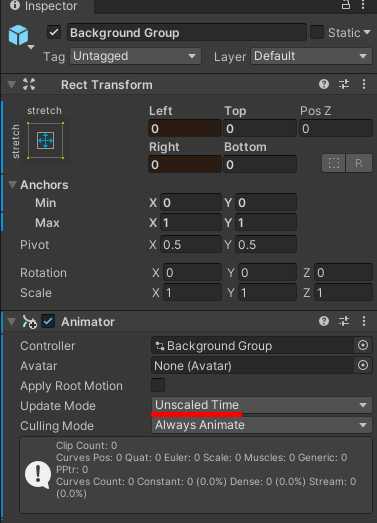 Inspector
Background Group
Static
Tag Untagged Layer Default
Rect Transform
stretch
stretch
Left Top Pos Z
0 0 0
Right Bottom
0 0 R
Anchors
Min X 0 Y 0
Max X 1 Y 1
Pivot X 0.5 Y 0.5
Rotation X 0 Y 0 Z 0
Scale X 1 Y 1 Z 1
Animator
Controller Background Group
Avatar None (Avatar)
Apply Root Motion
Update Mode Unscaled Time
Culling Mode Always Animate
Clip Count: 0
Curves Pos: 0 Quat: 0 Euler: 0 Scale: 0 Muscles: 0 Generic: 0
PPtr: 0
Curves Count: 0 Constant: 0 (0.0%) Dense: 0 (0.0%) Stream: 0
(0.0%)